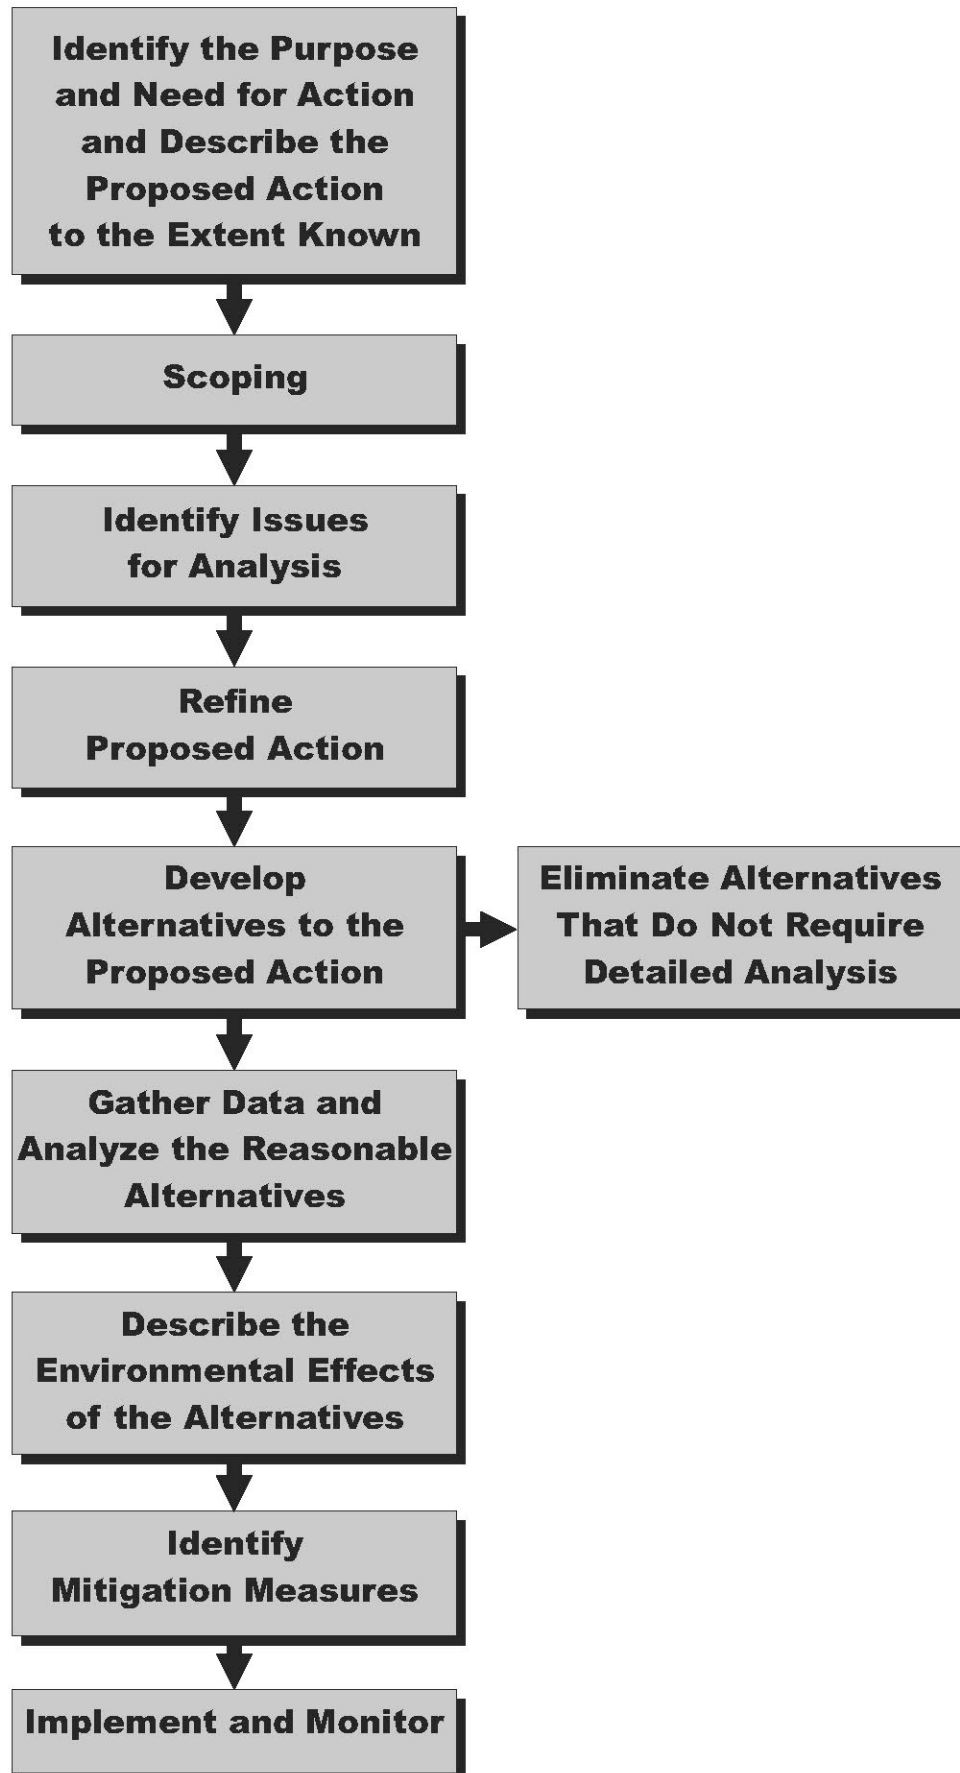 Identify the Purpose
and Need for Action
and Describe the
Proposed Action
to the Extent Known
Scoping
Identify Issues
for Analysis
Refine
Proposed Action
Develop
Alternatives to the
Proposed Action
Eliminate Alternatives
That Do Not Require
Detailed Analysis
Gather Data and
Analyze the Reasonable
Alternatives
Describe the
Environmental Effects
of the Alternatives
Identify
Mitigation Measures
Implement and Monitor